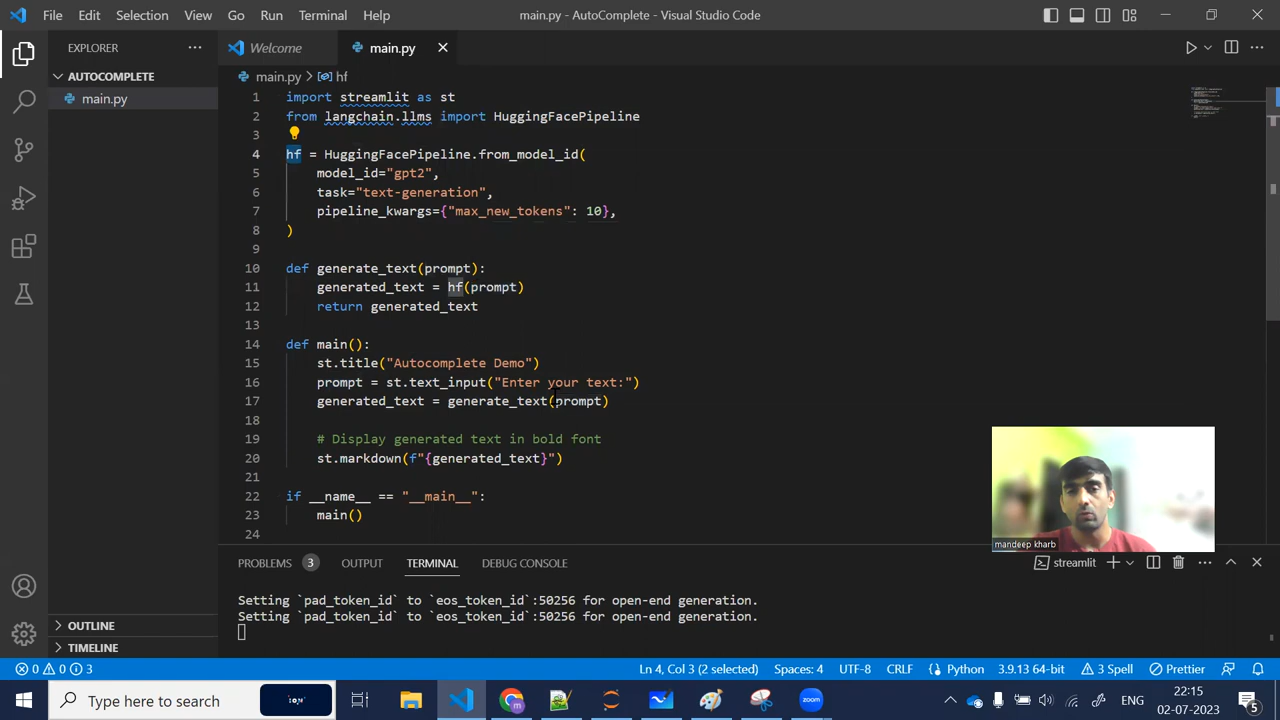 File Edit Selection View Go Run Terminal Help
main.py - AutoComplete - Visual Studio Code
EXPLORER
AUTOCOMPLETE
main.py
Welcome
main.py
main.py > hf
1 import streamlit as st
2 from langchain.llms import HuggingFacePipeline
3
4 hf = HuggingFacePipeline.from_model_id(
5 model_id="gpt2",
6 task="text-generation",
7 pipeline_kwargs={"max_new_tokens": 10},
8 )
9
10 def generate_text(prompt):
11 generated_text = hf(prompt)
12 return generated_text
13
14 def main():
15 st.title("Autocomplete Demo")
16 prompt = st.text_input("Enter your text:")
17 generated_text = generate_text(prompt)
18
19 # Display generated text in bold font
20 st.markdown(f"{generated_text}")
21
22 if __name__ == "__main__":
23 main()
24
mandeep kharb
PROBLEMS 3 OUTPUT TERMINAL DEBUG CONSOLE
streamlit
Setting `pad_token_id` to `eos_token_id`:50256 for open-end generation.
Setting `pad_token_id` to `eos_token_id`:50256 for open-end generation.
OUTLINE
TIMELINE
0 0 3
Ln 4, Col 3 (2 selected) Spaces: 4 UTF-8 CRLF Python 3.9.13 64-bit 3 Spell Prettier
Type here to search
ENG
22:15
02-07-2023
5